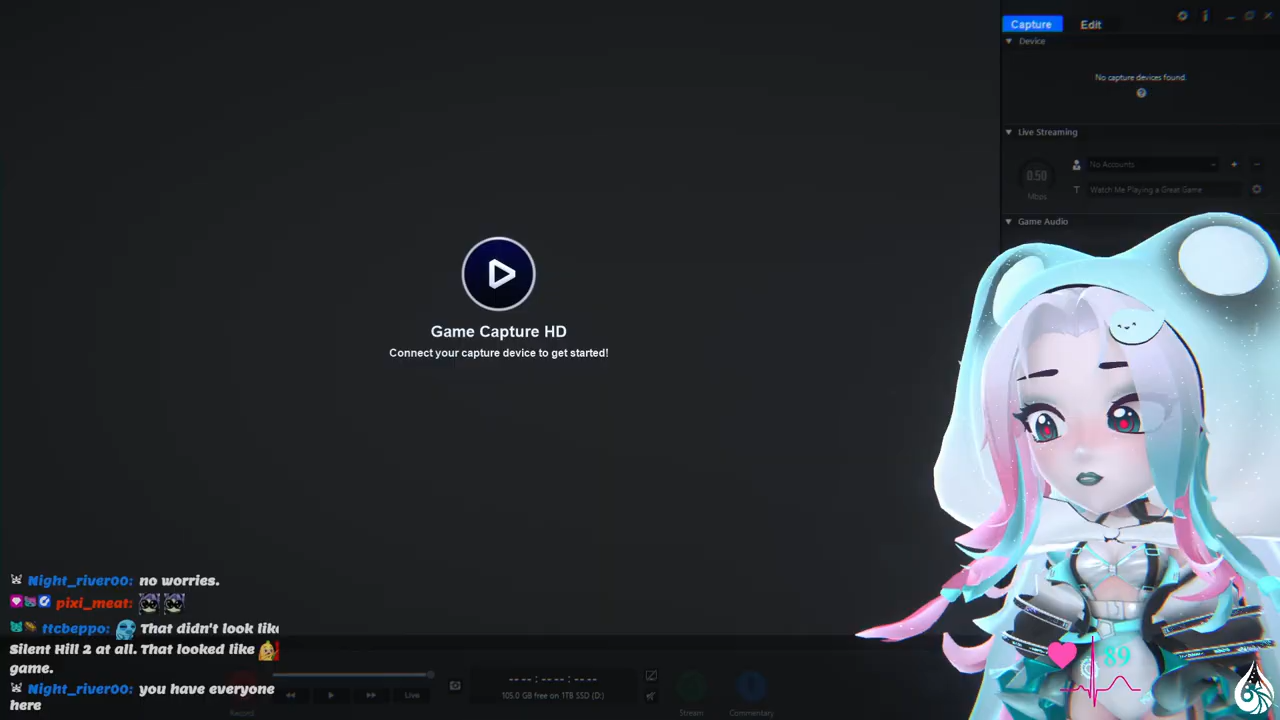 Capture Edit
Device
No capture devices found.
Live Streaming
0.50
Mbps
No Accounts
T Watch Me Playing a Great Game
Game Audio
Game Capture HD
Connect your capture device to get started!
Night_river00: no worries.
pixi_meat:
ttcbeppo: That didn't look like
Silent Hill 2 at all. That looked like
game.
Night_river00: you have everyone
here
Live
--:-- : --:--
105.0 GB free on 1TB SSD (D:)
Record
Stream
Commentary
89
6